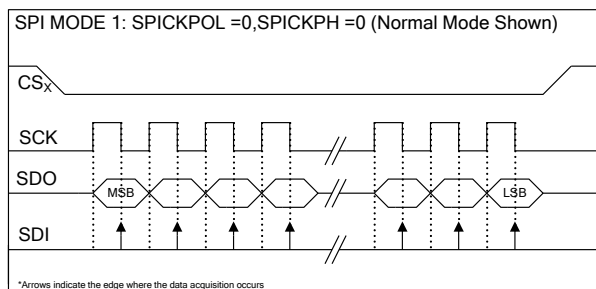 SPI MODE 1: SPICKPOL =0,SPICKPH =0 (Normal Mode Shown)
CSX
SCK
SDO
MSB
LSB
SDI
*Arrows indicate the edge where the data acquisition occurs